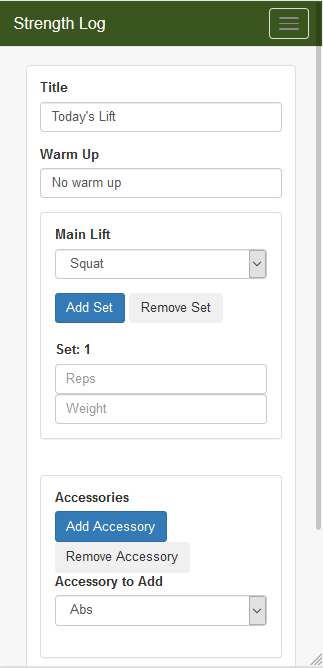 Strength Log
Title
Today's Lift
Warm Up
No warm up
Main Lift
Squat
Add Set Remove Set
Set: 1
Reps
Weight
Accessories
Add Accessory
Remove Accessory
Accessory to Add
Abs